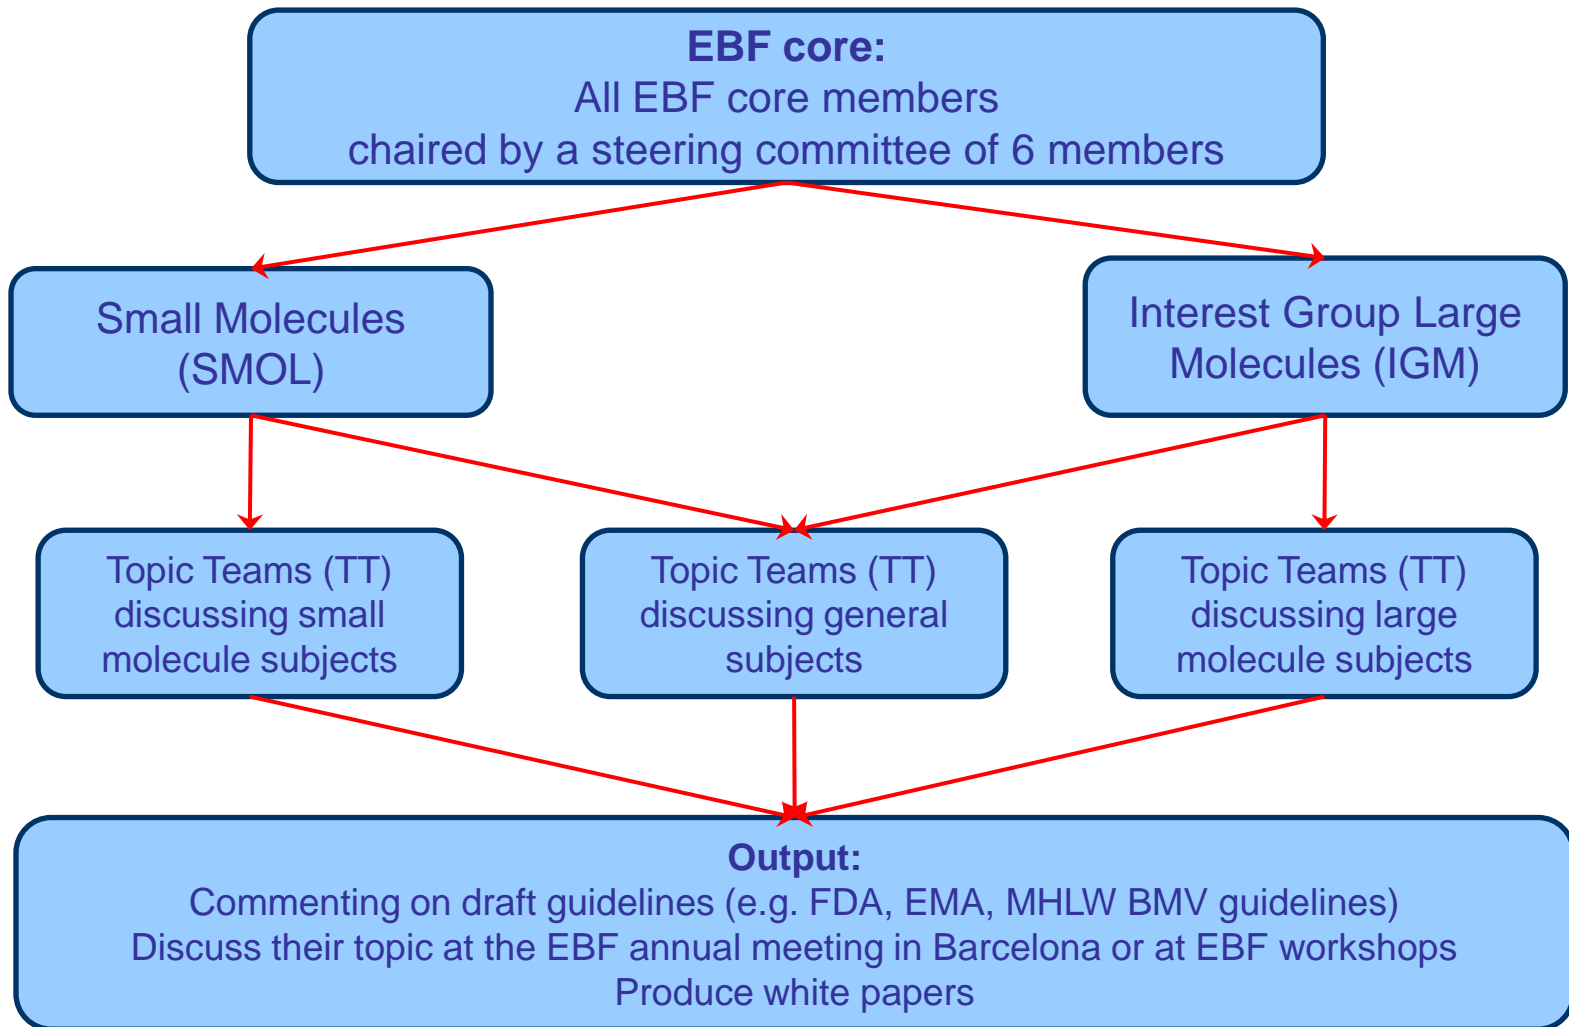 EBF core:
All EBF core members
chaired by a steering committee of 6 members
Small Molecules
(SMOL)
Interest Group Large
Molecules (IGM)
Topic Teams (TT)
discussing small
molecule subjects
Topic Teams (TT)
discussing general
subjects
Topic Teams (TT)
discussing large
molecule subjects
Output:
Commenting on draft guidelines (e.g. FDA, EMA, MHLW BMV guidelines)
Discuss their topic at the EBF annual meeting in Barcelona or at EBF workshops
Produce white papers